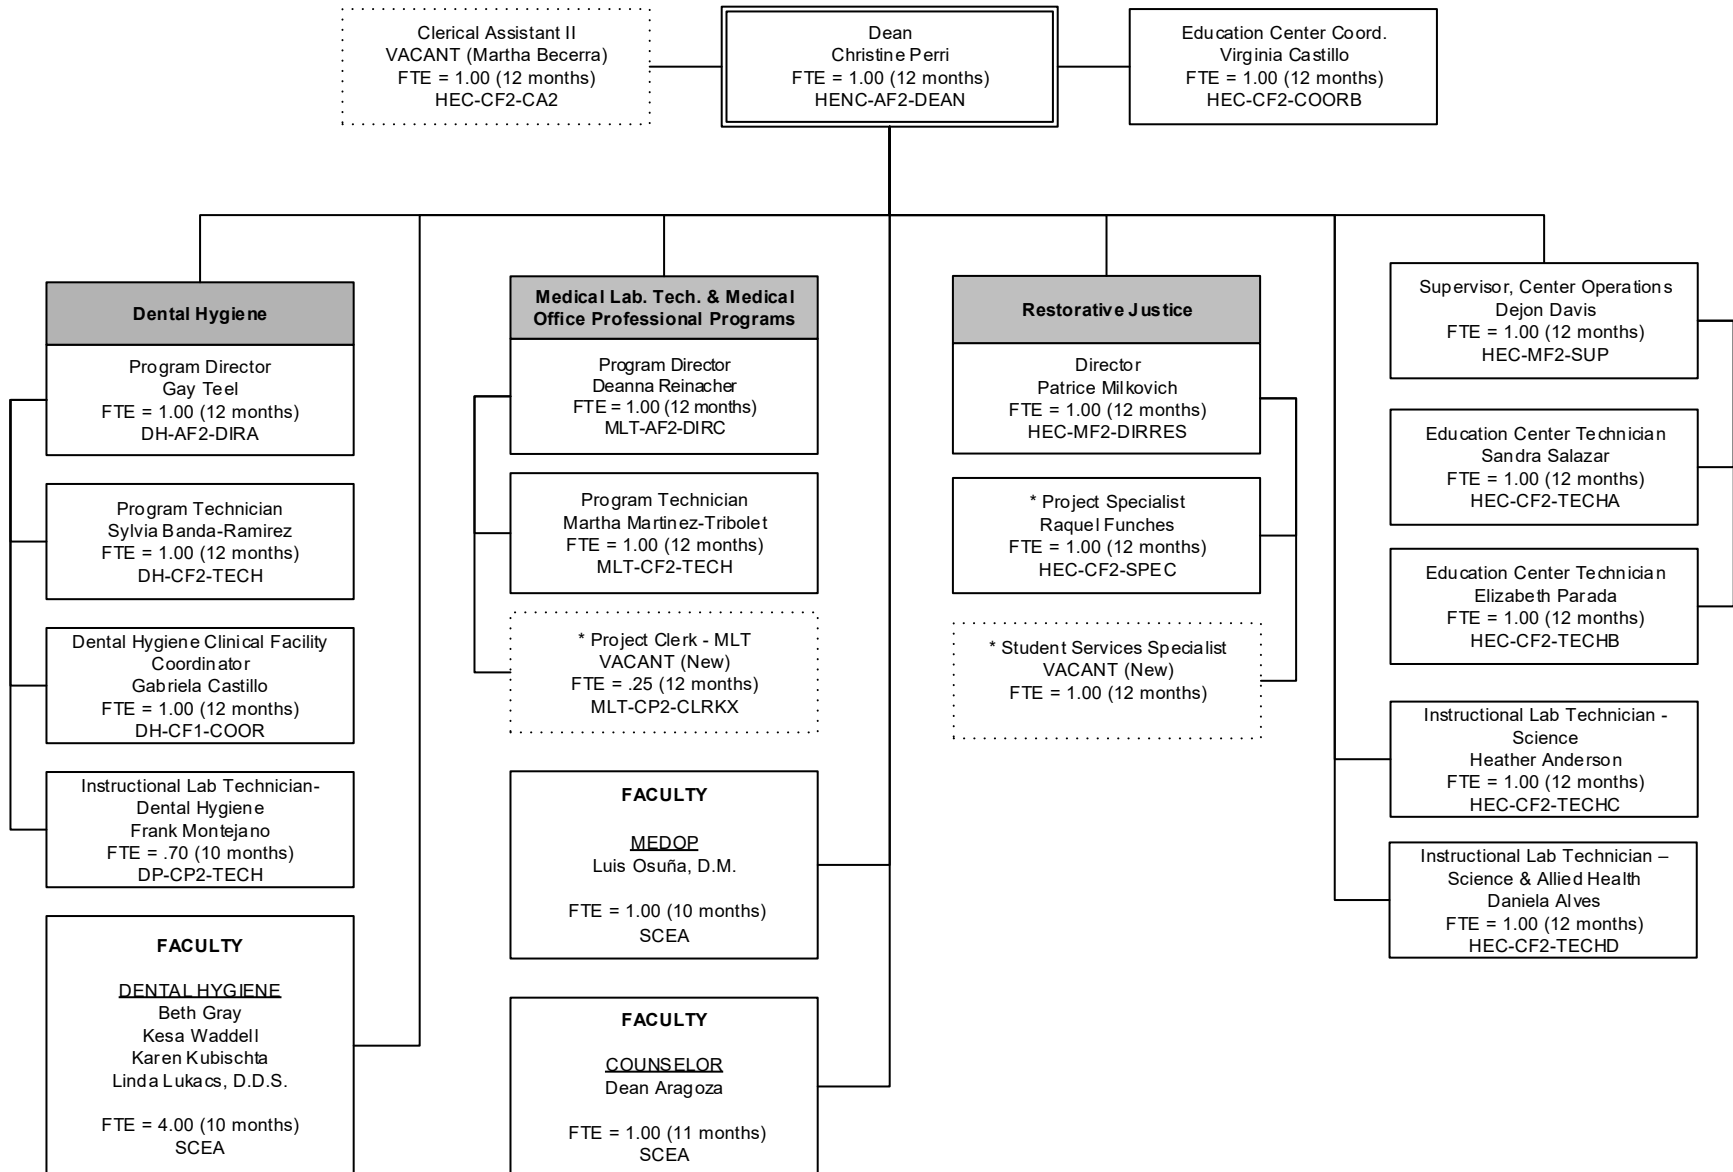 Clerical Assistant II
VACANT (Martha Becerra)
FTE = 1.00 (12 months)
HEC-CF2-CA2
Dean
Christine Perri
FTE = 1.00 (12 months)
HENC-AF2-DEAN
Education Center Coord.
Virginia Castillo
FTE = 1.00 (12 months)
HEC-CF2-COORB
Dental Hygiene
Program Director
Gay Teel
FTE = 1.00 (12 months)
DH-AF2-DIRA
Program Technician
Sylvia Banda-Ramirez
FTE = 1.00 (12 months)
DH-CF2-TECH
Dental Hygiene Clinical Facility
Coordinator
Gabriela Castillo
FTE = 1.00 (12 months)
DH-CF1-COOR
Instructional Lab Technician-
Dental Hygiene
Frank Montejano
FTE = .70 (10 months)
DP-CP2-TECH
FACULTY
DENTAL HYGIENE
Beth Gray
Kesa Waddell
Karen Kubischta
Linda Lukacs, D.D.S.
FTE = 4.00 (10 months)
SCEA
Medical Lab. Tech. & Medical
Office Professional Programs
Program Director
Deanna Reinacher
FTE = 1.00 (12 months)
MLT-AF2-DIRC
Program Technician
Martha Martinez-Tribolet
FTE = 1.00 (12 months)
MLT-CF2-TECH
* Project Clerk - MLT
VACANT (New)
FTE = .25 (12 months)
MLT-CP2-CLRKX
FACULTY
MEDOP
Luis Osuña, D.M.
FTE = 1.00 (10 months)
SCEA
FACULTY
COUNSELOR
Dean Aragoza
FTE = 1.00 (11 months)
SCEA
Restorative Justice
Director
Patrice Milkovich
FTE = 1.00 (12 months)
HEC-MF2-DIRRES
* Project Specialist
Raquel Funches
FTE = 1.00 (12 months)
HEC-CF2-SPEC
* Student Services Specialist
VACANT (New)
FTE = 1.00 (12 months)
Supervisor, Center Operations
Dejon Davis
FTE = 1.00 (12 months)
HEC-MF2-SUP
Education Center Technician
Sandra Salazar
FTE = 1.00 (12 months)
HEC-CF2-TECHA
Education Center Technician
Elizabeth Parada
FTE = 1.00 (12 months)
HEC-CF2-TECHB
Instructional Lab Technician -
Science
Heather Anderson
FTE = 1.00 (12 months)
HEC-CF2-TECHC
Instructional Lab Technician –
Science & Allied Health
Daniela Alves
FTE = 1.00 (12 months)
HEC-CF2-TECHD